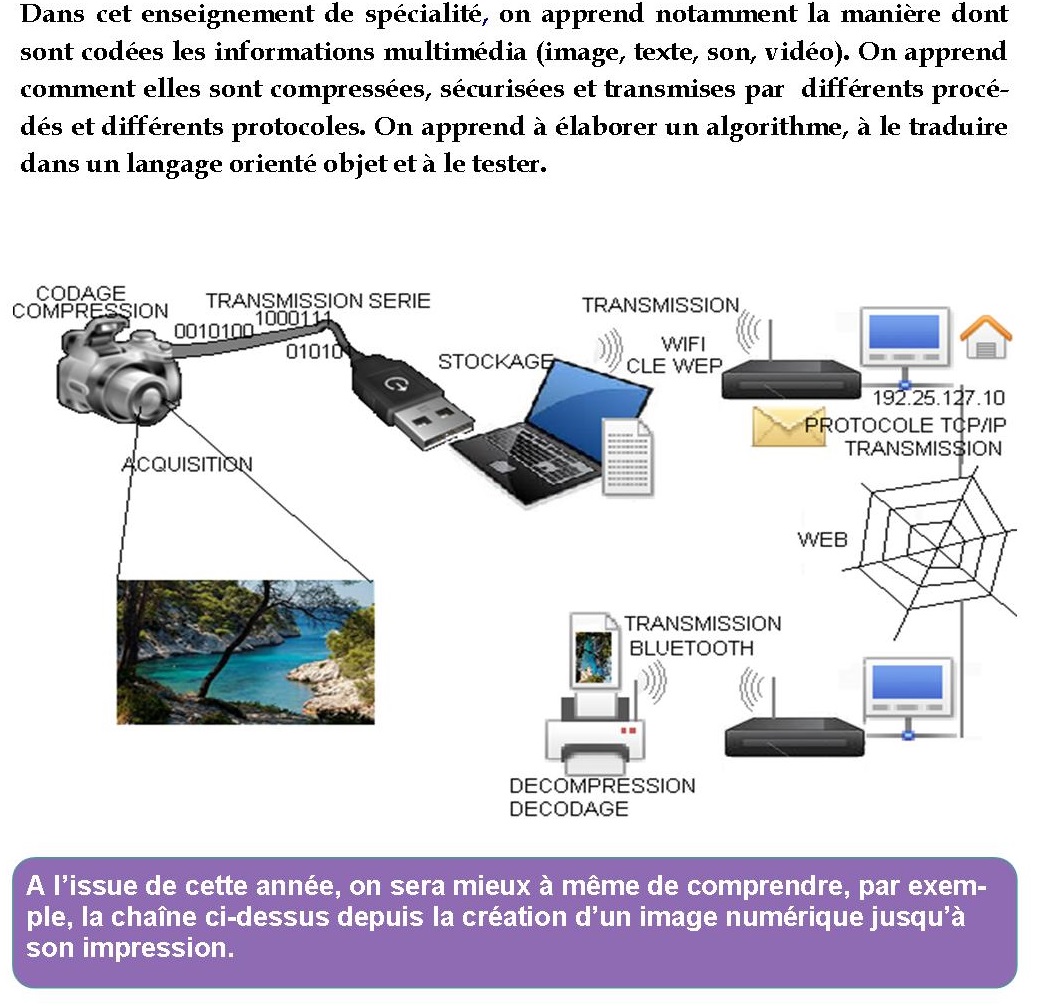 Dans cet enseignement de spécialité, on apprend notamment la manière dont
sont codées les informations multimédia (image, texte, son, vidéo). On apprend
comment elles sont compressées, sécurisées et transmises par différents procé-
dés et différents protocoles. On apprend à élaborer un algorithme, à le traduire
dans un langage orienté objet et à le tester.
CODAGE
COMPRESSION
TRANSMISSION SERIE
0010100
1000111
01010
ACQUISITION
STOCKAGE
TRANSMISSION
WIFI
CLE WEP
192.25.127.10
PROTOCOLE TCP/IP
TRANSMISSION
WEB
TRANSMISSION
BLUETOOTH
DECOMPRESSION
DECODAGE
A l'issue de cette année, on sera mieux à même de comprendre, par exem-
ple, la chaîne ci-dessus depuis la création d'un image numérique jusqu'à
son impression.